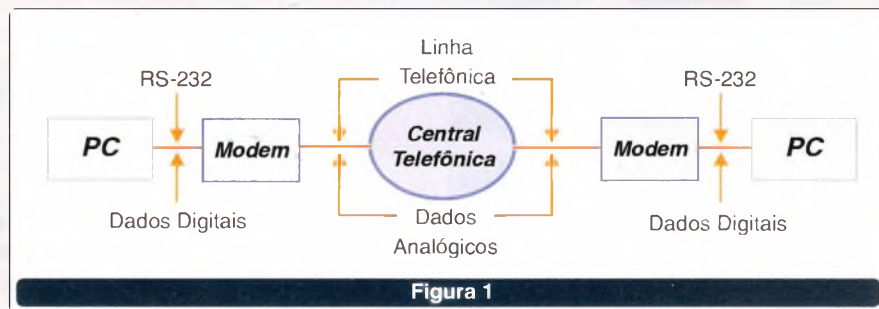 Linha
Telefônica
RS-232
RS-232
PC
Modem
Central
Telefônica
Modem
PC
Dados Digitais
Dados
Analógicos
Dados Digitais
Figura 1